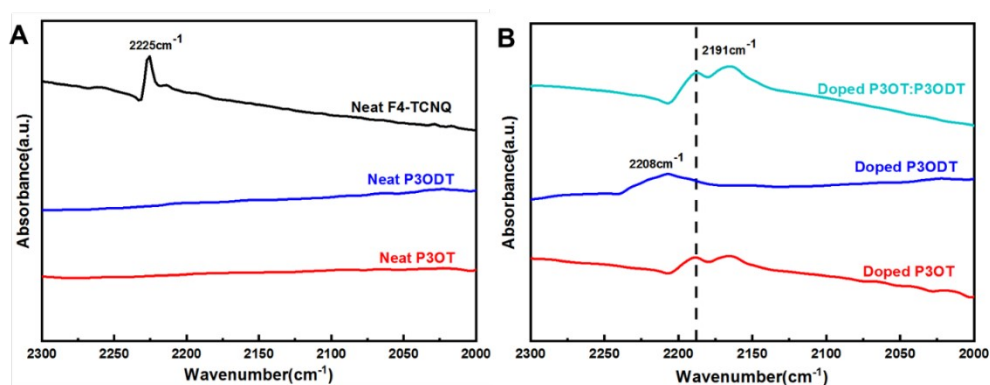 A
2225cm⁻¹
Neat F4-TCNQ
Neat P3ODT
Neat P3OT
Absorbance(a.u.)
2300 2250 2200 2150 2100 2050 2000
Wavenumber(cm⁻¹)
B
2191cm⁻¹
Doped P3OT:P3ODT
2208cm⁻¹
Doped P3ODT
Doped P3OT
Absorbance(a.u.)
2300 2250 2200 2150 2100 2050 2000
Wavenumber(cm⁻¹)